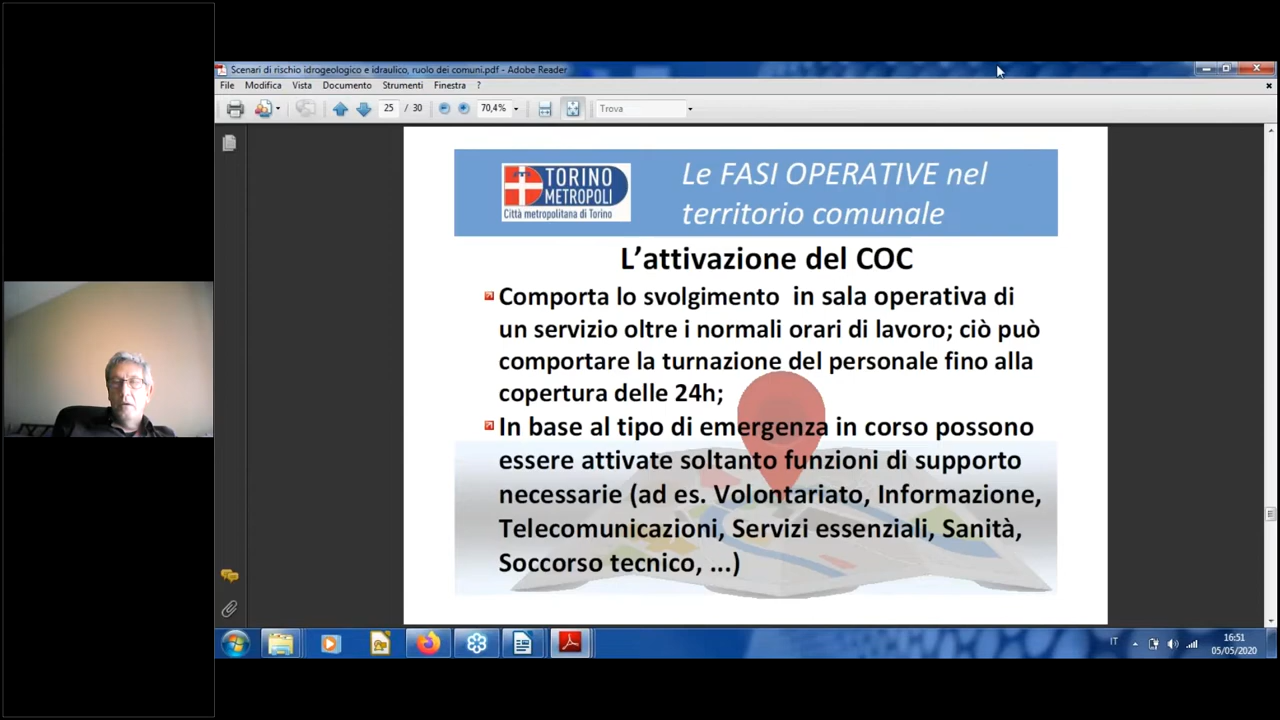 Scenari di rischio idrogeologico e idraulico, ruolo dei comuni.pdf - Adobe Reader
File Modifica Vista Documento Strumenti Finestra ?
25 / 30 70,4% Trova
TORINO
METROPOLI
Città metropolitana di Torino
Le FASI OPERATIVE nel
territorio comunale
L'attivazione del COC
Comporta lo svolgimento in sala operativa di
un servizio oltre i normali orari di lavoro; ciò può
comportare la turnazione del personale fino alla
copertura delle 24h;
In base al tipo di emergenza in corso possono
essere attivate soltanto funzioni di supporto
necessarie (ad es. Volontariato, Informazione,
Telecomunicazioni, Servizi essenziali, Sanità,
Soccorso tecnico, ...)
IT
16:51
05/05/2020